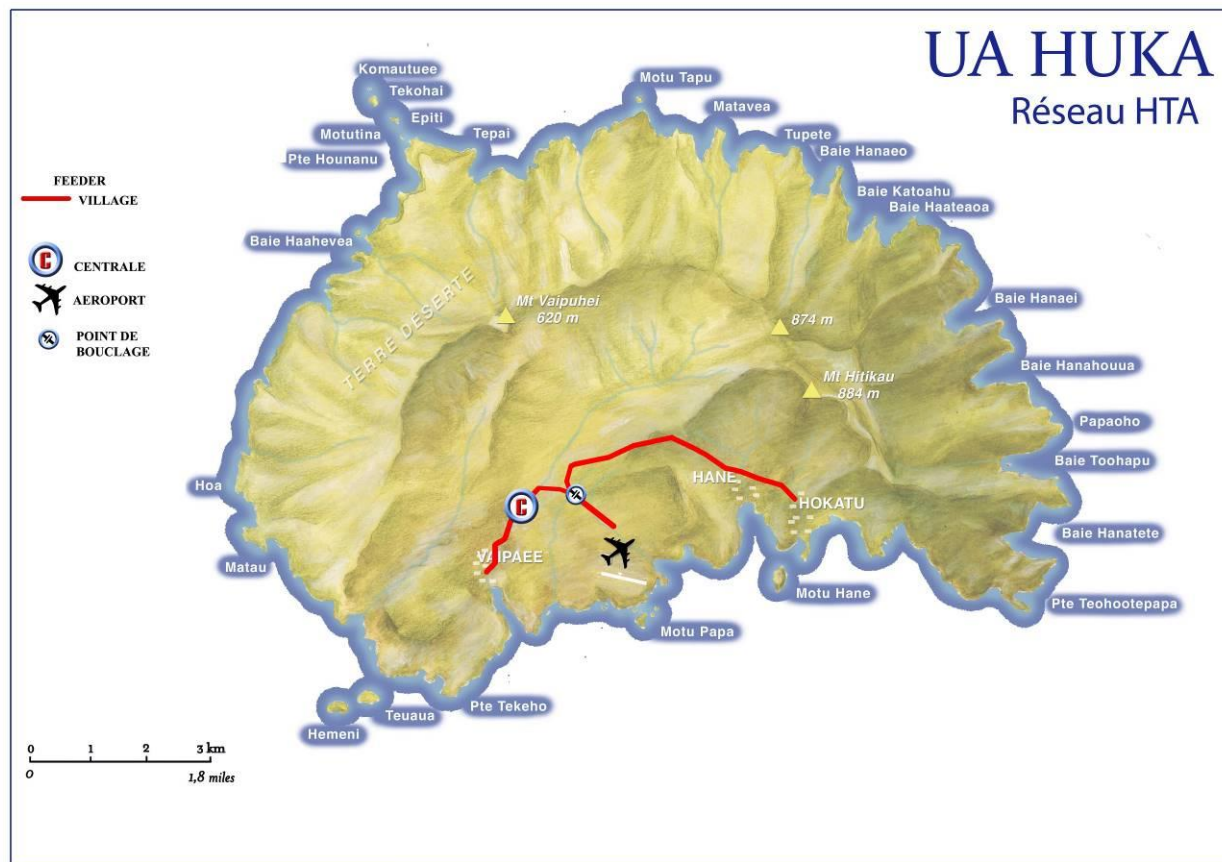 UA HUKA
Réseau HTA
FEEDER
VILLAGE
C
CENTRALE
AEROPORT
POINT DE
BOUCLAGE
Komautuee
Tekohai
Epiti
Motutina
Tepai
Pte Hounanu
Baie Haahevea
Motu Tapu
Matavea
Tupete
Baie Hanaeo
Baie Katoahu
Baie Haateaoa
Baie Hanaei
Baie Hanahouua
Papaoho
Baie Toohapu
Baie Hanatete
Pte Teohootepapa
TERRE DÉSERTE
Mt Vaipuhei
620 m
874 m
Mt Hitikau
884 m
HANE
HOKATU
C
VAIPAEE
Hoa
Matau
Motu Hane
Motu Papa
Pte Tekeho
Teuaua
Hemeni
0 1 2 3 km
0 1,8 miles